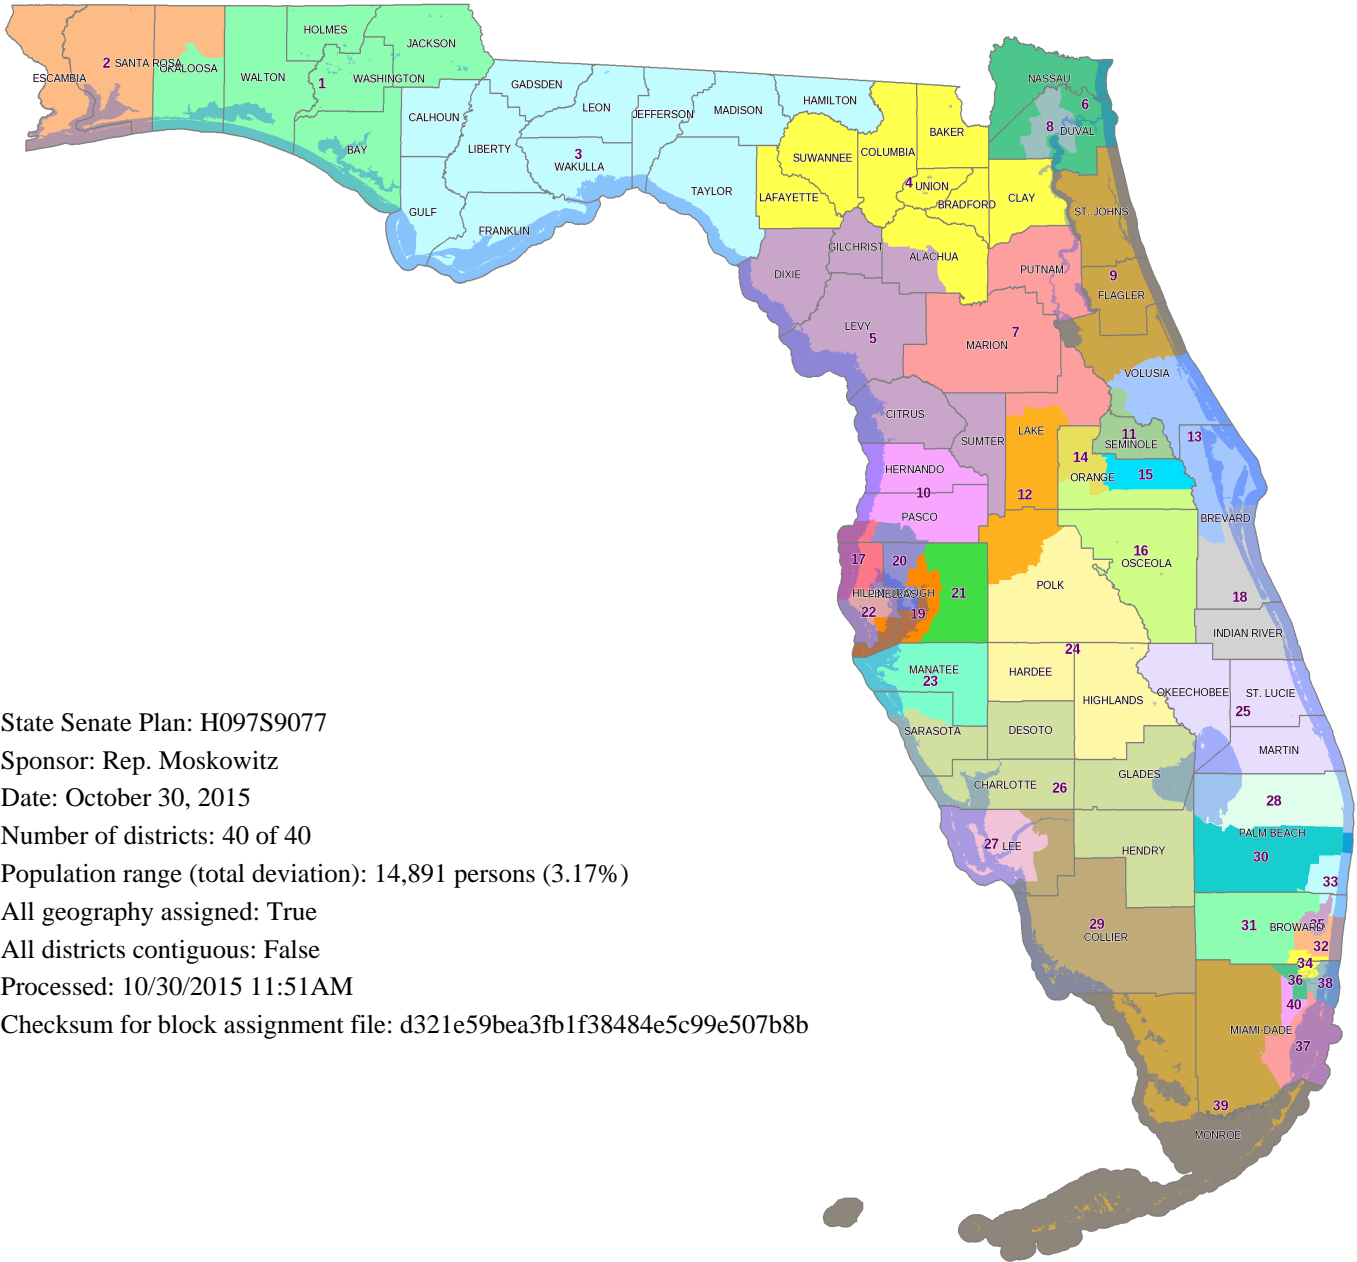 HOLMES
JACKSON
2 SANTA ROSA
OKALOOSA
ESCAMBIA
WALTON
1
WASHINGTON
BAY
GADSDEN
LEON
JEFFERSON
MADISON
HAMILTON
CALHOUN
LIBERTY
3
WAKULLA
TAYLOR
GULF
FRANKLIN
NASSAU
6
8
DUVAL
BAKER
COLUMBIA
SUWANNEE
4 UNION
LAFAYETTE
BRADFORD
CLAY
ST. JOHNS
GILCHRIST
ALACHUA
DIXIE
PUTNAM
9
FLAGLER
LEVY
5
MARION
7
VOLUSIA
CITRUS
SUMTER
LAKE
11
SEMINOLE
13
14
ORANGE
15
HERNANDO
10
12
PASCO
BREVARD
17
20
16
OSCEOLA
POLK
HILLSBOROUGH
PINELLAS
21
22
19
18
INDIAN RIVER
MANATEE
23
24
HARDEE
HIGHLANDS
OKEECHOBEE
ST. LUCIE
25
SARASOTA
DESOTO
MARTIN
GLADES
CHARLOTTE
26
28
PALM BEACH
27 LEE
HENDRY
30
33
29
COLLIER
31
BROWARD
35
32
34
36
38
40
MIAMI-DADE
37
39
MONROE
State Senate Plan: H097S9077
Sponsor: Rep. Moskowitz
Date: October 30, 2015
Number of districts: 40 of 40
Population range (total deviation): 14,891 persons (3.17%)
All geography assigned: True
All districts contiguous: False
Processed: 10/30/2015 11:51AM
Checksum for block assignment file: d321e59bea3fb1f38484e5c99e507b8b